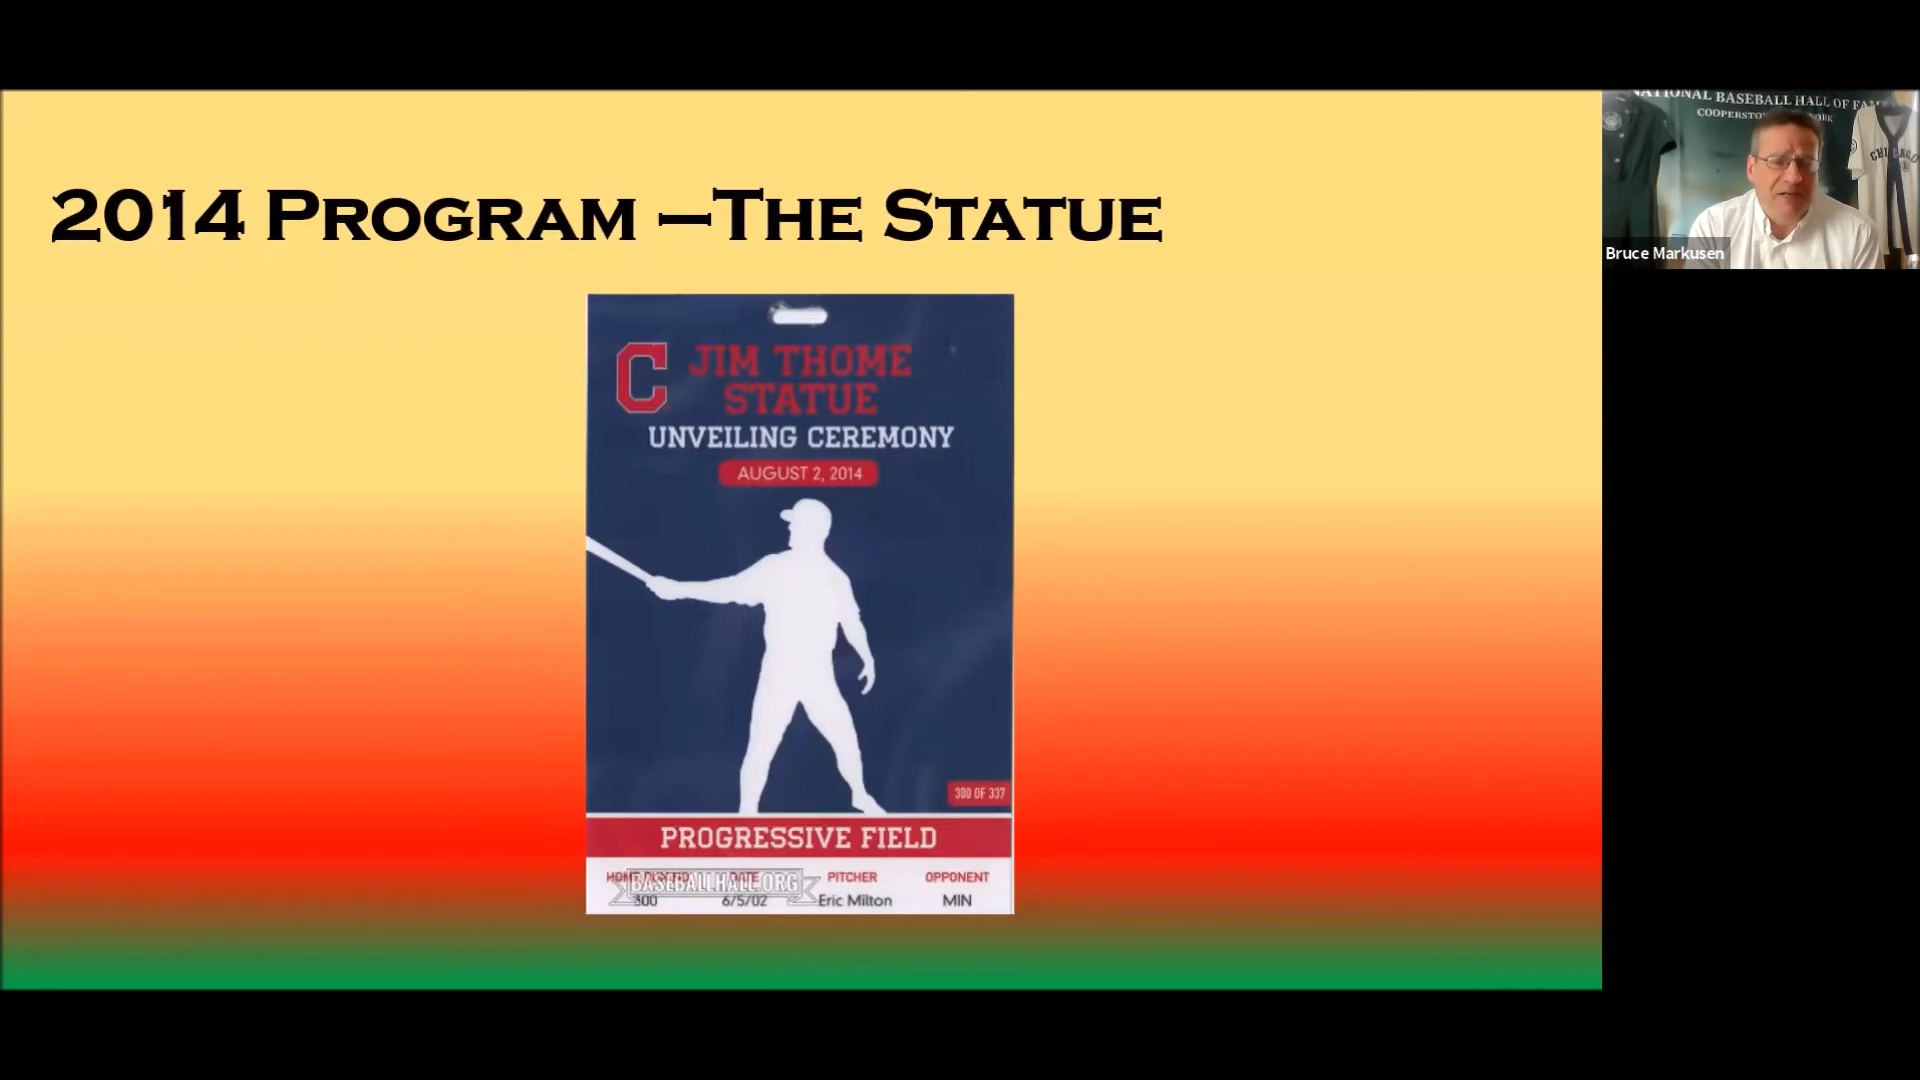 2014 PROGRAM – THE STATUE
C
JIM THOME
STATUE
UNVEILING CEREMONY
AUGUST 2, 2014
300 OF 337
PROGRESSIVE FIELD
PITCHER OPPONENT
BASEBALLHALL.ORG
300 6/5/02 Eric Milton MIN
NATIONAL BASEBALL HALL OF
CHICAGO
Bruce Markusen